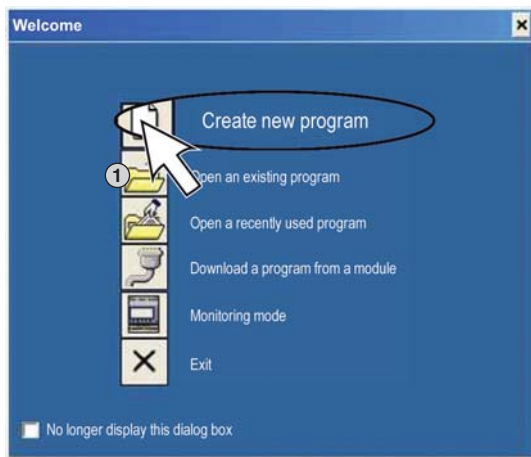 Welcome
Create new program
1
Open an existing program
Open a recently used program
Download a program from a module
Monitoring mode
Exit
No longer display this dialog box